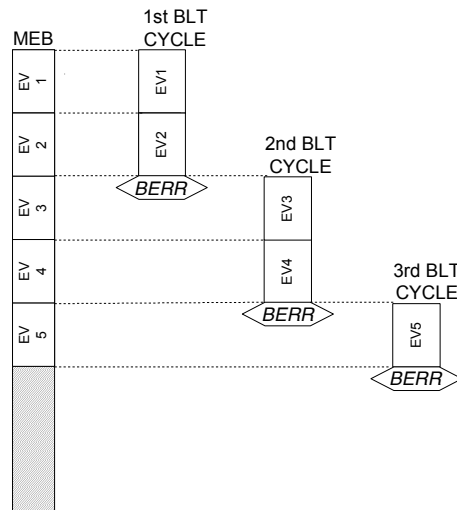 1st BLT
CYCLE
MEB
EV 1
EV1
EV 2
EV2
BERR
2nd BLT
CYCLE
EV 3
EV3
EV 4
EV4
BERR
3rd BLT
CYCLE
EV 5
EV5
BERR